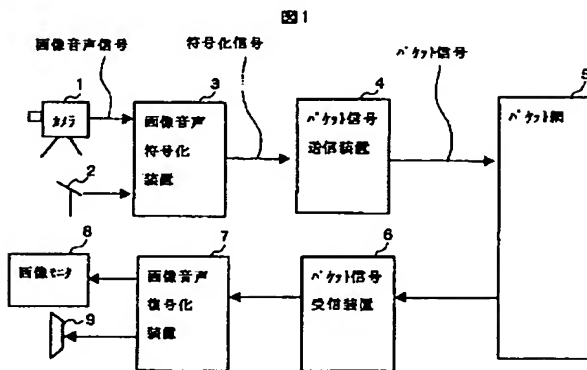 図1
画像音声信号
符号化信号
パケット信号
1
カメラ
2
3
画像音声
符号化
装置
4
パケット信号
送信装置
5
パケット網
8
画像モニタ
9
7
画像音声
復号化
装置
6
パケット信号
受信装置